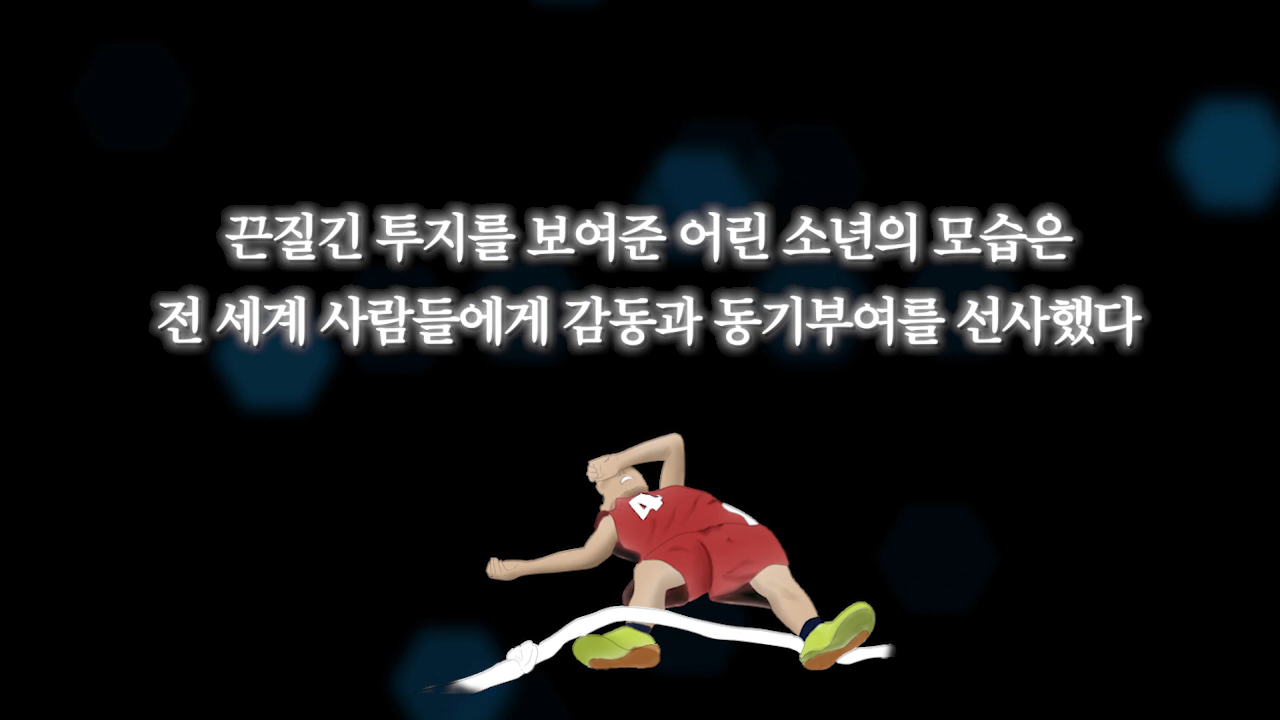 끈질긴 투지를 보여준 어린 소년의 모습은
전 세계 사람들에게 감동과 동기부여를 선사했다
4